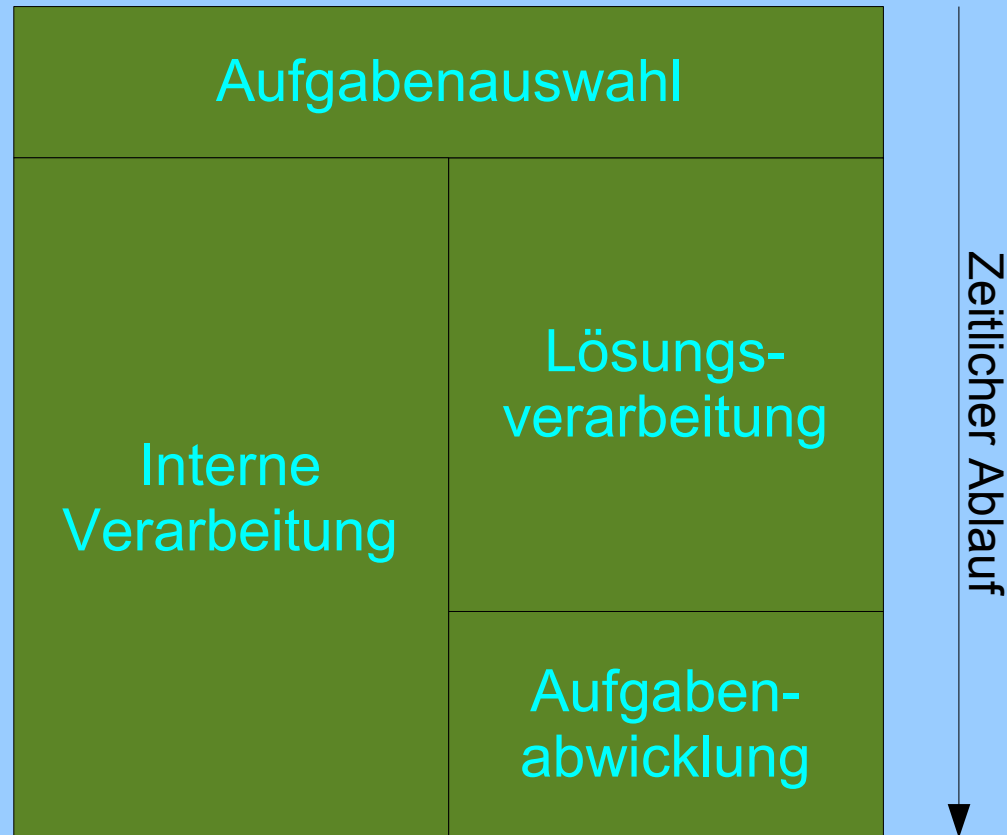 Aufgabenauswahl
Interne
Verarbeitung
Lösungs-
verarbeitung
Aufgaben-
abwicklung
Zeitlicher Ablauf